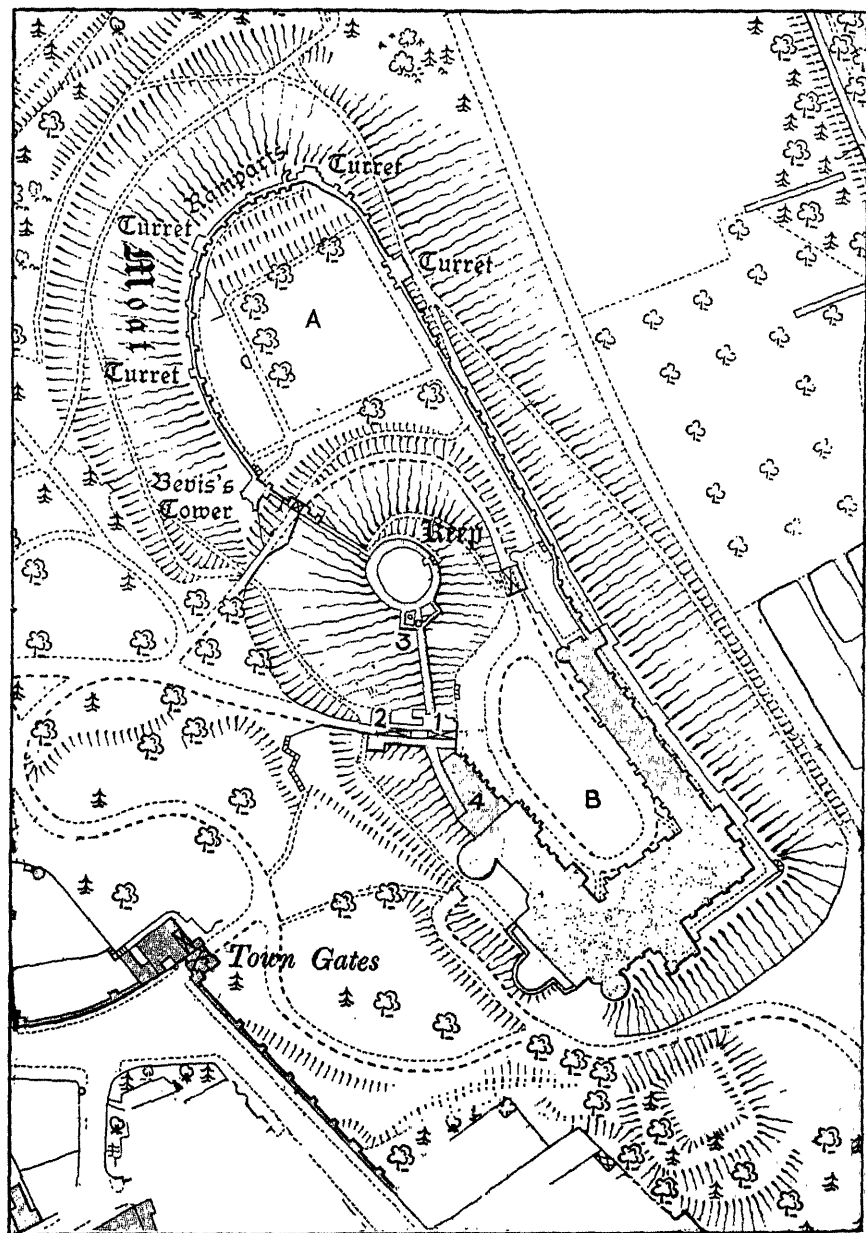 Turret
Ramparts
Turret
Moat
Turret
A
Turret
Bevis's
Tower
Keep
3
2
1
4
B
Town Gates